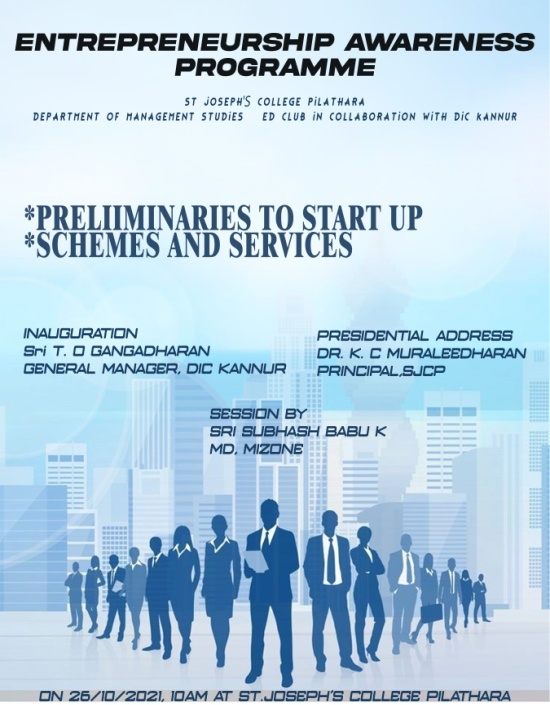 ENTREPRENEURSHIP AWARENESS
PROGRAMME
ST JOSEPH'S COLLEGE PILATHARA
DEPARTMENT OF MANAGEMENT STUDIES ED CLUB IN COLLABORATION WITH DIC KANNUR
*PRELIIMINARIES TO START UP
*SCHEMES AND SERVICES
INAUGURATION
Sri T. O GANGADHARAN
GENERAL MANAGER, DIC KANNUR
PRESIDENTIAL ADDRESS
DR. K. C MURALEEDHARAN
PRINCIPAL,SJCP
SESSION BY
SRI SUBHASH BABU K
MD, MIZONE
ON 26/10/2021, 10AM AT ST.JOSEPH'S COLLEGE PILATHARA